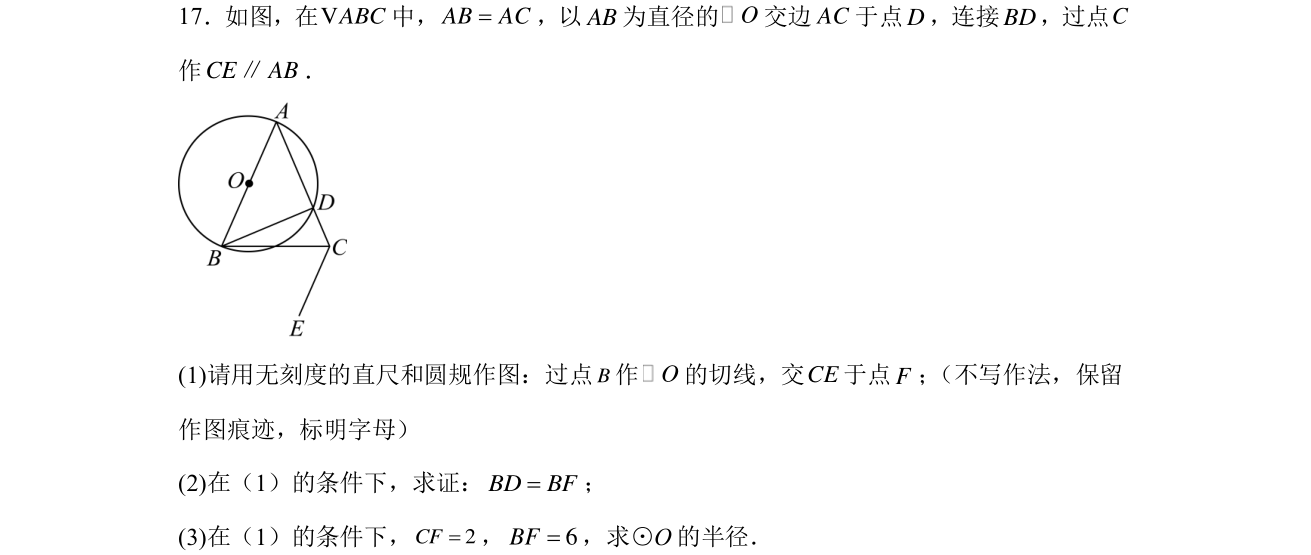 17．如图，在VABC中，AB = AC，以AB为直径的□ O交边AC于点D，连接BD，过点C
作CE∥AB．
A
O
D
B
C
E
(1)请用无刻度的直尺和圆规作图：过点B作□ O的切线，交CE于点F；（不写作法，保留
作图痕迹，标明字母）
(2)在（1）的条件下，求证：BD = BF；
(3)在（1）的条件下，CF = 2，BF = 6，求⊙O的半径．